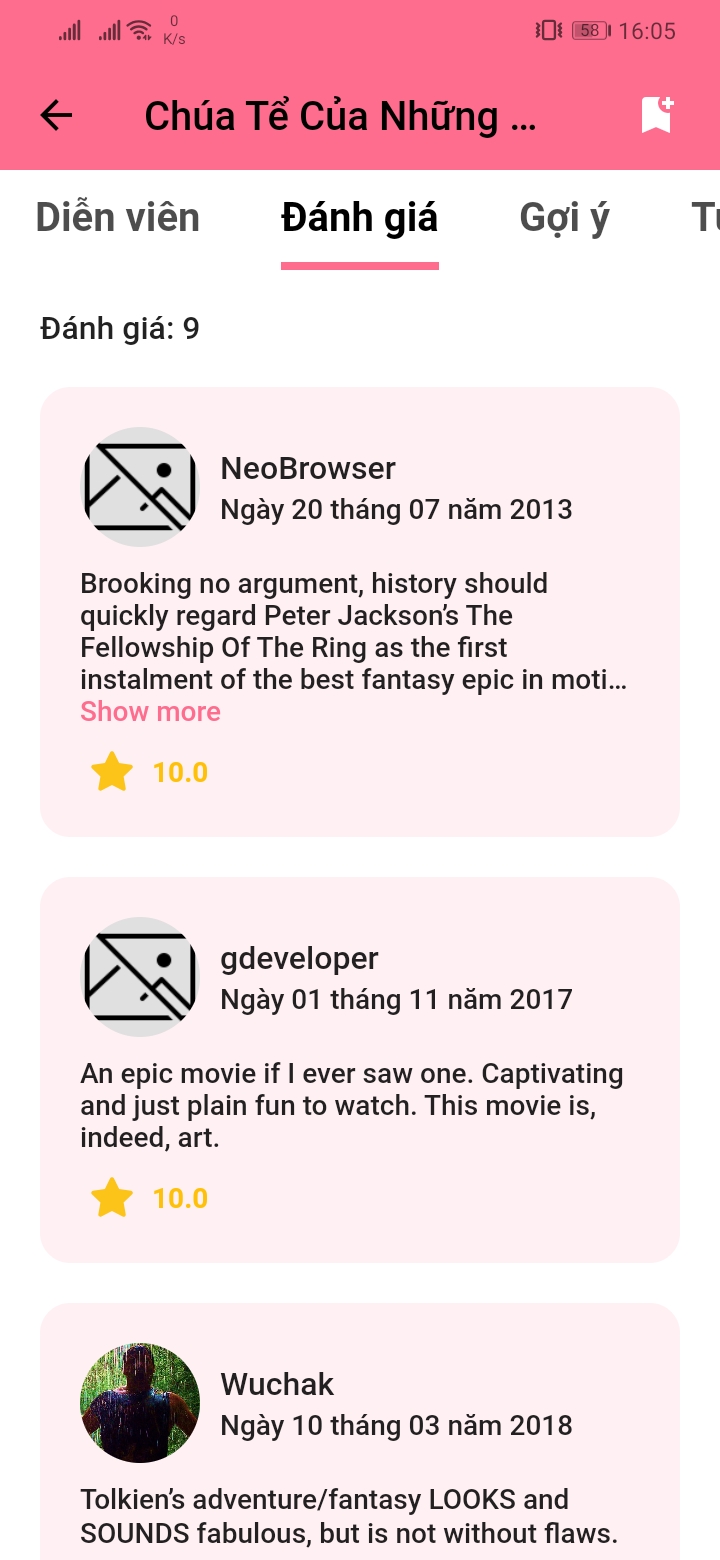 0
K/s
58
16:05
Chúa Tể Của Những ...
Diễn viên
Đánh giá
Gợi ý
Đánh giá: 9
NeoBrowser
Ngày 20 tháng 07 năm 2013
Brooking no argument, history should
quickly regard Peter Jackson’s The
Fellowship Of The Ring as the first
instalment of the best fantasy epic in moti...
Show more
10.0
gdeveloper
Ngày 01 tháng 11 năm 2017
An epic movie if I ever saw one. Captivating
and just plain fun to watch. This movie is,
indeed, art.
10.0
Wuchak
Ngày 10 tháng 03 năm 2018
Tolkien’s adventure/fantasy LOOKS and
SOUNDS fabulous, but is not without flaws.